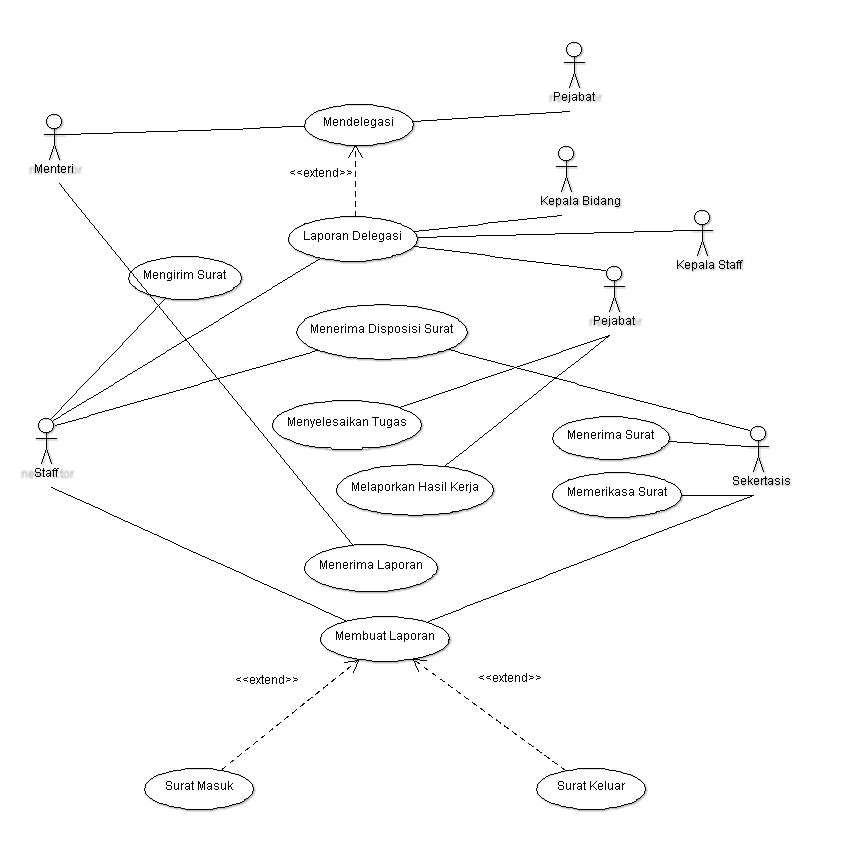 Pejabat
Mendelegasi
Menteri
<<extend>>
Kepala Bidang
Laporan Delegasi
Kepala Staff
Mengirim Surat
Pejabat
Menerima Disposisi Surat
Menyelesaikan Tugas
Menerima Surat
Staff
Sekertasis
Melaporkan Hasil Kerja
Memerikasa Surat
Menerima Laporan
Membuat Laporan
<<extend>>
<<extend>>
Surat Masuk
Surat Keluar